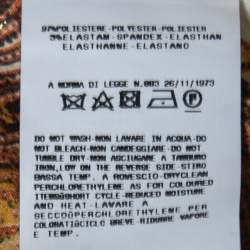 97%POLIESTERE-POLYESTER-POLIESTER
3%ELASTAM-SPANDEX-ELASTHAN
ELASTHANNE-ELASTANO
A NORMA DI LEGGE N.883 26/11/1973
DO NOT WASH-NON LAVARE IN ACQUA-DO
NOT BLEACH-NON CANDEGGIARE-DO NOT
TUMBLE DRY-NON ASCIUGARE A TAMBURO
IRON,LOW ON THE REVERSE SIDE-STIRO
BASSA TEMP. A ROVESCIO-DRYCLEAN
PERCHLORETHYLENE AS FOR COLOURED
ITEMS@SHORT CYCLE-REDUCED MOISTURE
AND HEAT-LAVARE A
SECCO@PERCHLORETHYLENE PER
COLORATI@CICLO BREVE-RIDURRE VAPORE
E TEMP.